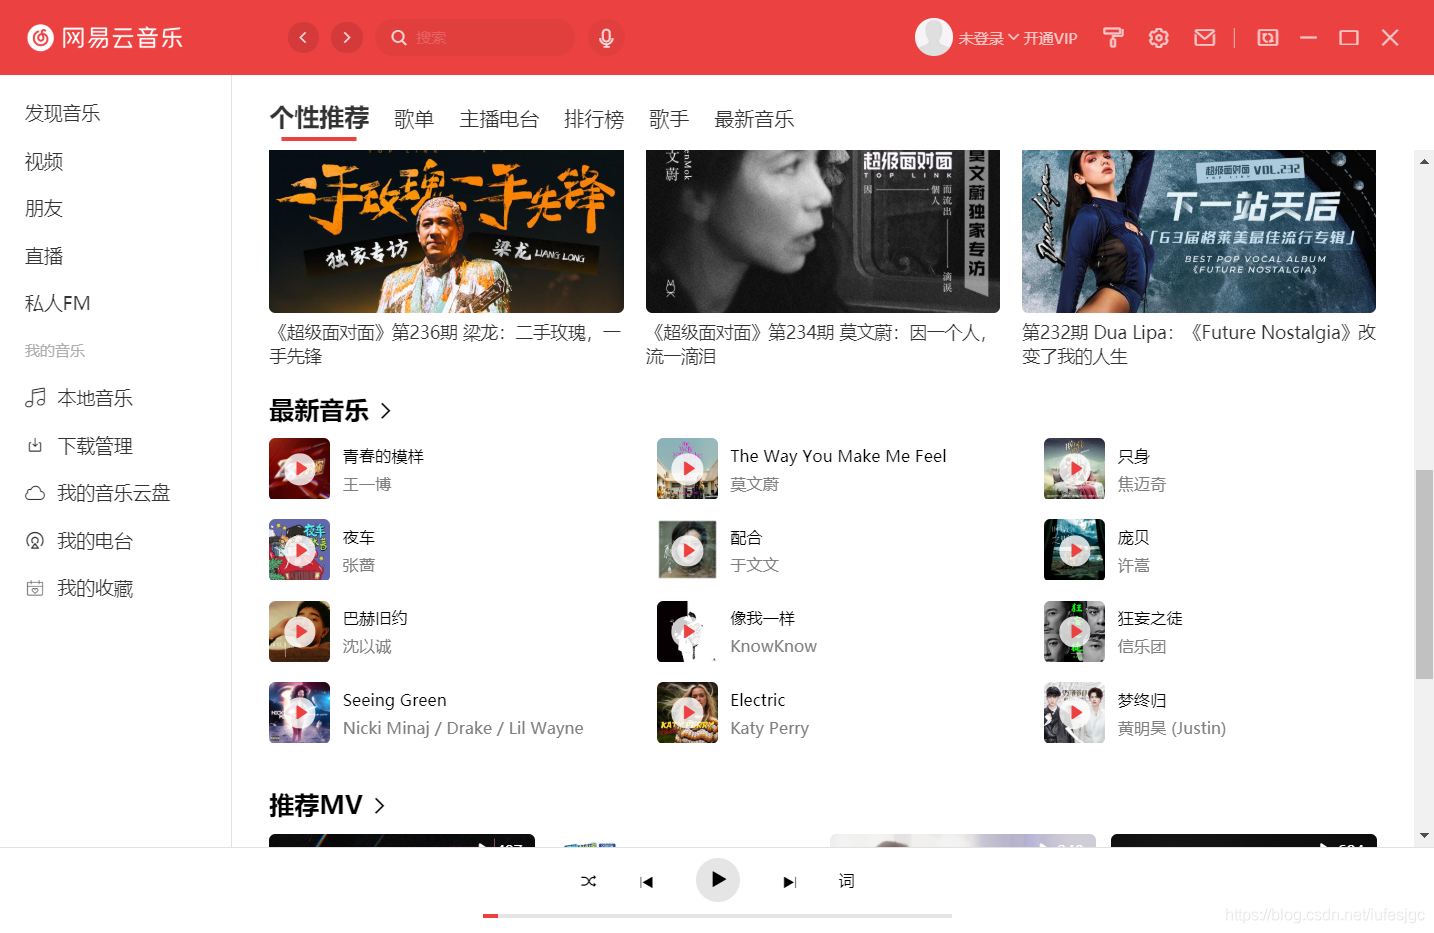 网易云音乐
搜索
未登录 开通VIP
发现音乐
视频
朋友
直播
私人FM
我的音乐
本地音乐
下载管理
我的音乐云盘
我的电台
我的收藏
个性推荐 歌单 主播电台 排行榜 歌手 最新音乐
二手玫瑰 二手先锋
独家专访 梁龙 LIANG LONG
文蔚
超级面对面
TOP LINK
因一个人而流出一滴泪
莫文蔚独家专访
超级面对面 VOL.232
下一站天后
「63届格莱美最佳流行专辑」
BEST POP VOCAL ALBUM
《FUTURE NOSTALGIA》
《超级面对面》第236期 梁龙：二手玫瑰，一
手先锋
《超级面对面》第234期 莫文蔚：因一个人，
流一滴泪
第232期 Dua Lipa：《Future Nostalgia》改
变了我的人生
最新音乐
青春的模样
王一博
The Way You Make Me Feel
莫文蔚
只身
焦迈奇
夜车
张蔷
配合
于文文
庞贝
许嵩
巴赫旧约
沈以诚
像我一样
KnowKnow
狂妄之徒
信乐团
Seeing Green
Nicki Minaj / Drake / Lil Wayne
Electric
Katy Perry
梦终归
黄明昊 (Justin)
推荐MV
词
https://blog.csdn.net/iufesjgc